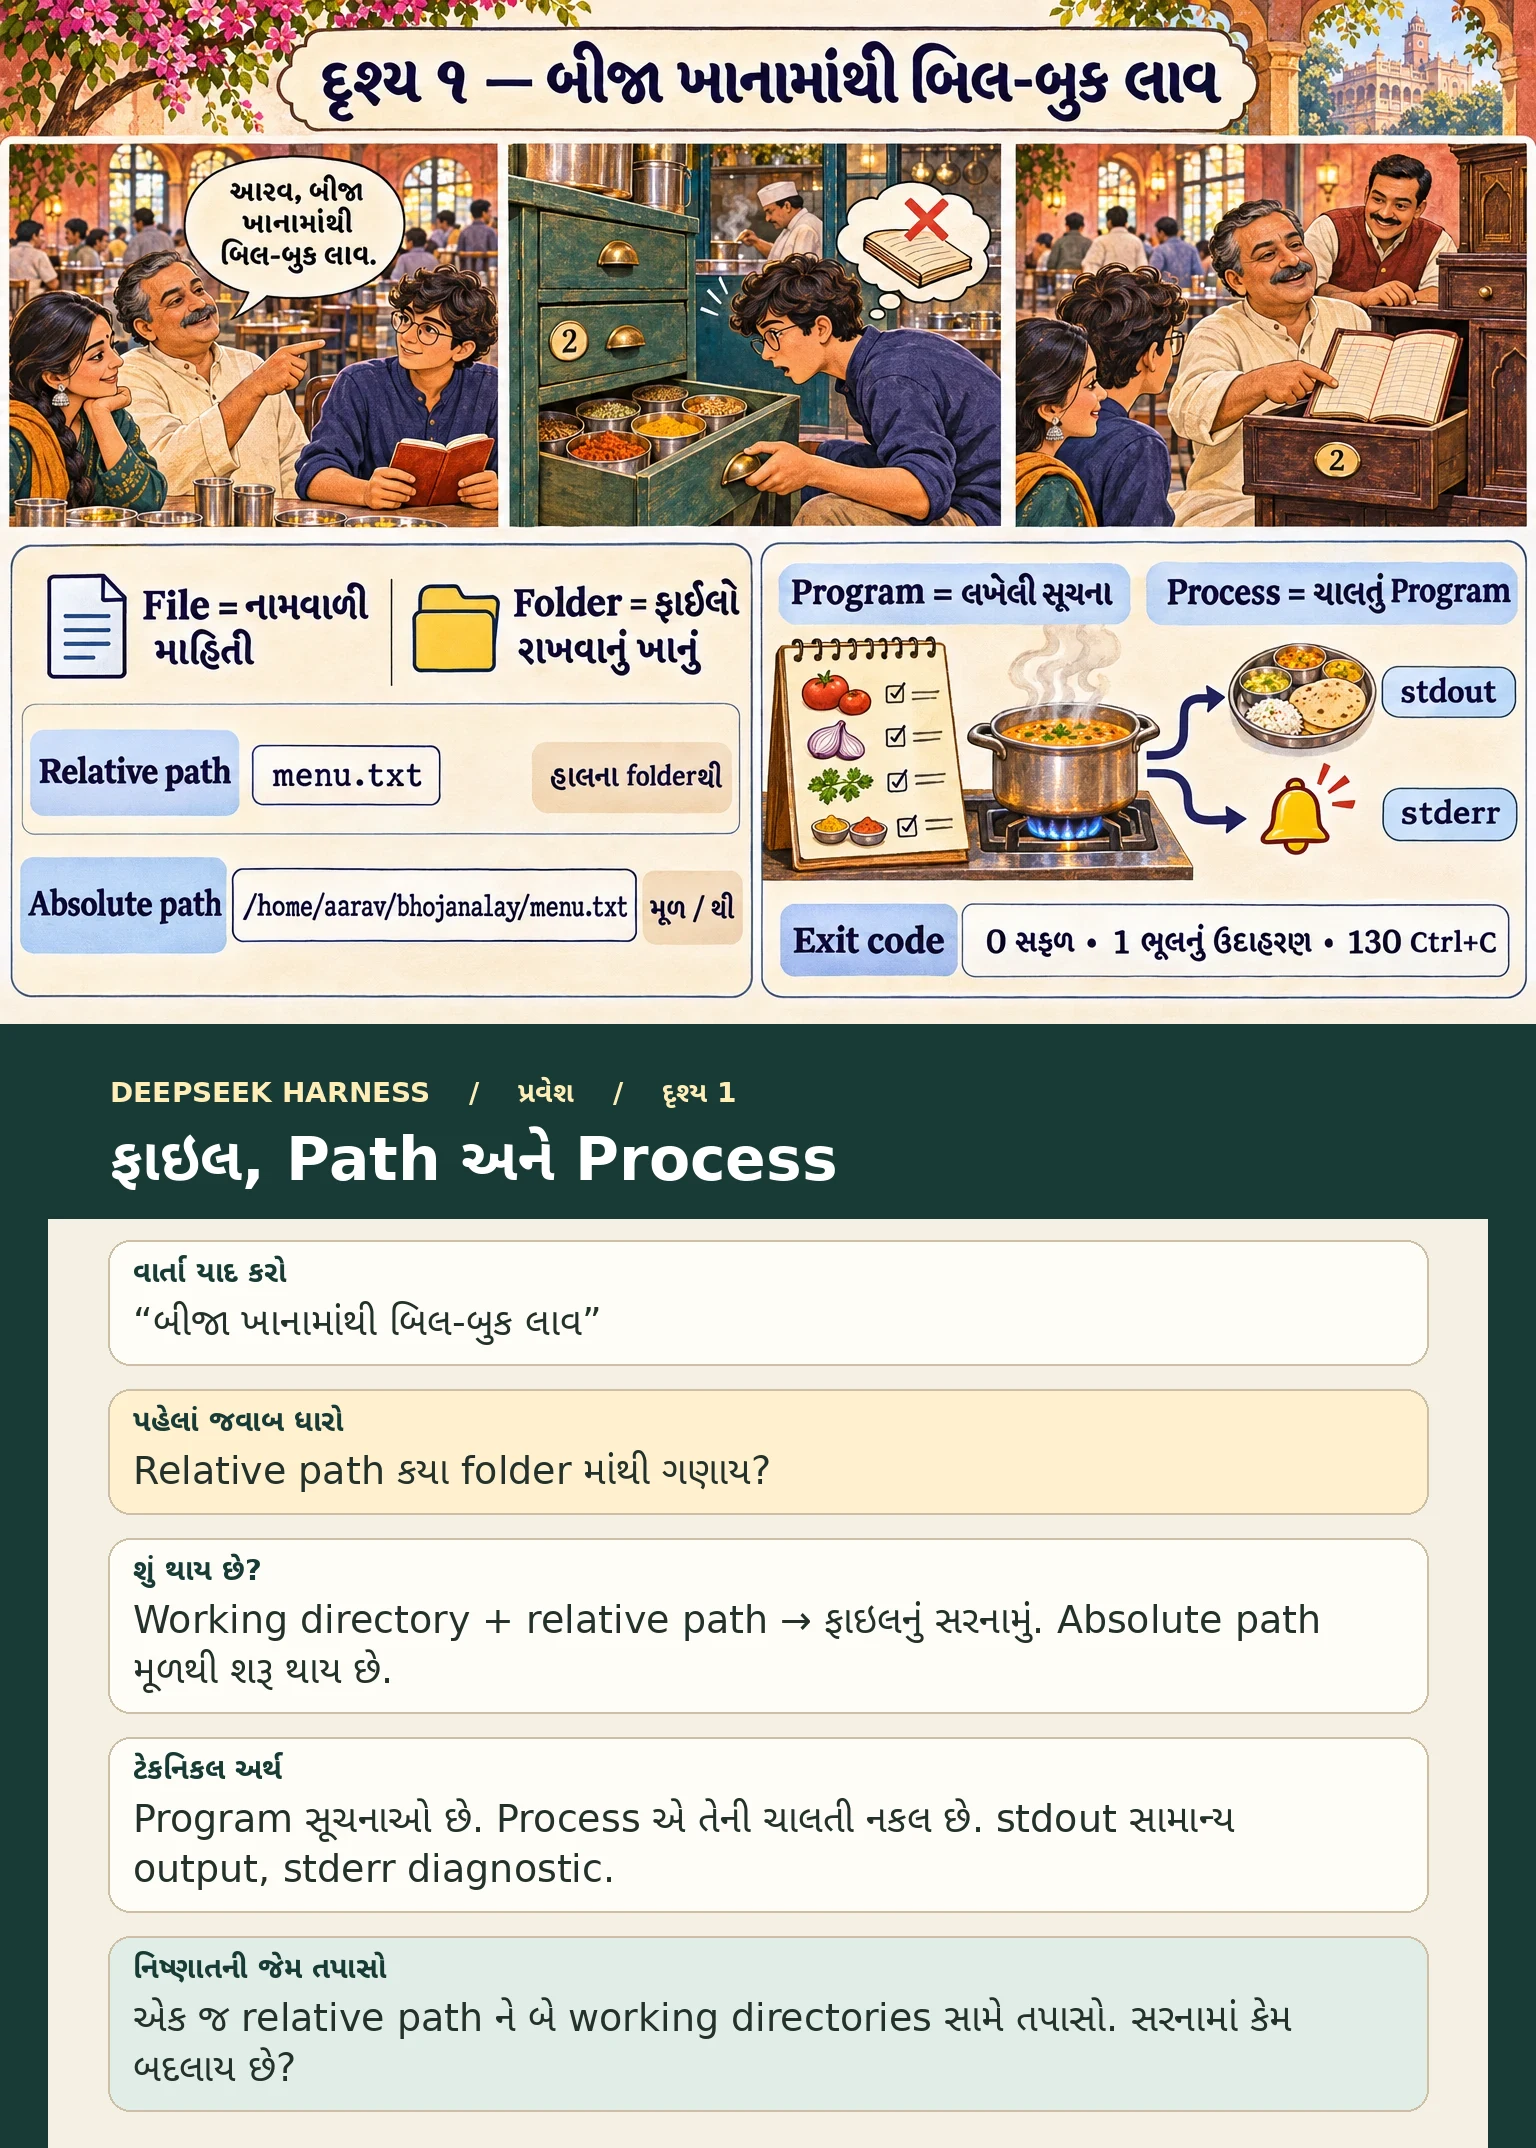 દૃશ્ય ૧ — બીજા ખાનામાંથી બિલ-બુક લાવ
આરવ, બીજા
ખાનામાંથી
બિલ-બુક લાવ.
2
2
File = નામવાળી
માહિતી
Folder = ફાઈલો
રાખવાનું ખાનું
Relative path
menu.txt
હાલના folderથી
Absolute path
/home/aarav/bhojanalay/menu.txt
મૂળ / થી
Program = લખેલી સૂચના
Process = ચાલતું Program
stdout
stderr
Exit code
0 સફળ • 1 ભૂલનું ઉદાહરણ • 130 Ctrl+C
DEEPSEEK HARNESS / પ્રવેશ / દૃશ્ય 1
ફાઇલ, Path અને Process
વાર્તા યાદ કરો
“બીજા ખાનામાંથી બિલ-બુક લાવ”
પહેલાં જવાબ ધારો
Relative path કયા folder માંથી ગણાય?
શું થાય છે?
Working directory + relative path → ફાઇલનું સરનામું. Absolute path
મૂળથી શરૂ થાય છે.
ટેકનિકલ અર્થ
Program સૂચનાઓ છે. Process એ તેની ચાલતી નકલ છે. stdout સામાન્ય
output, stderr diagnostic.
નિષ્ણાતની જેમ તપાસો
એક જ relative path ને બે working directories સામે તપાસો. સરનામાં કેમ
બદલાય છે?